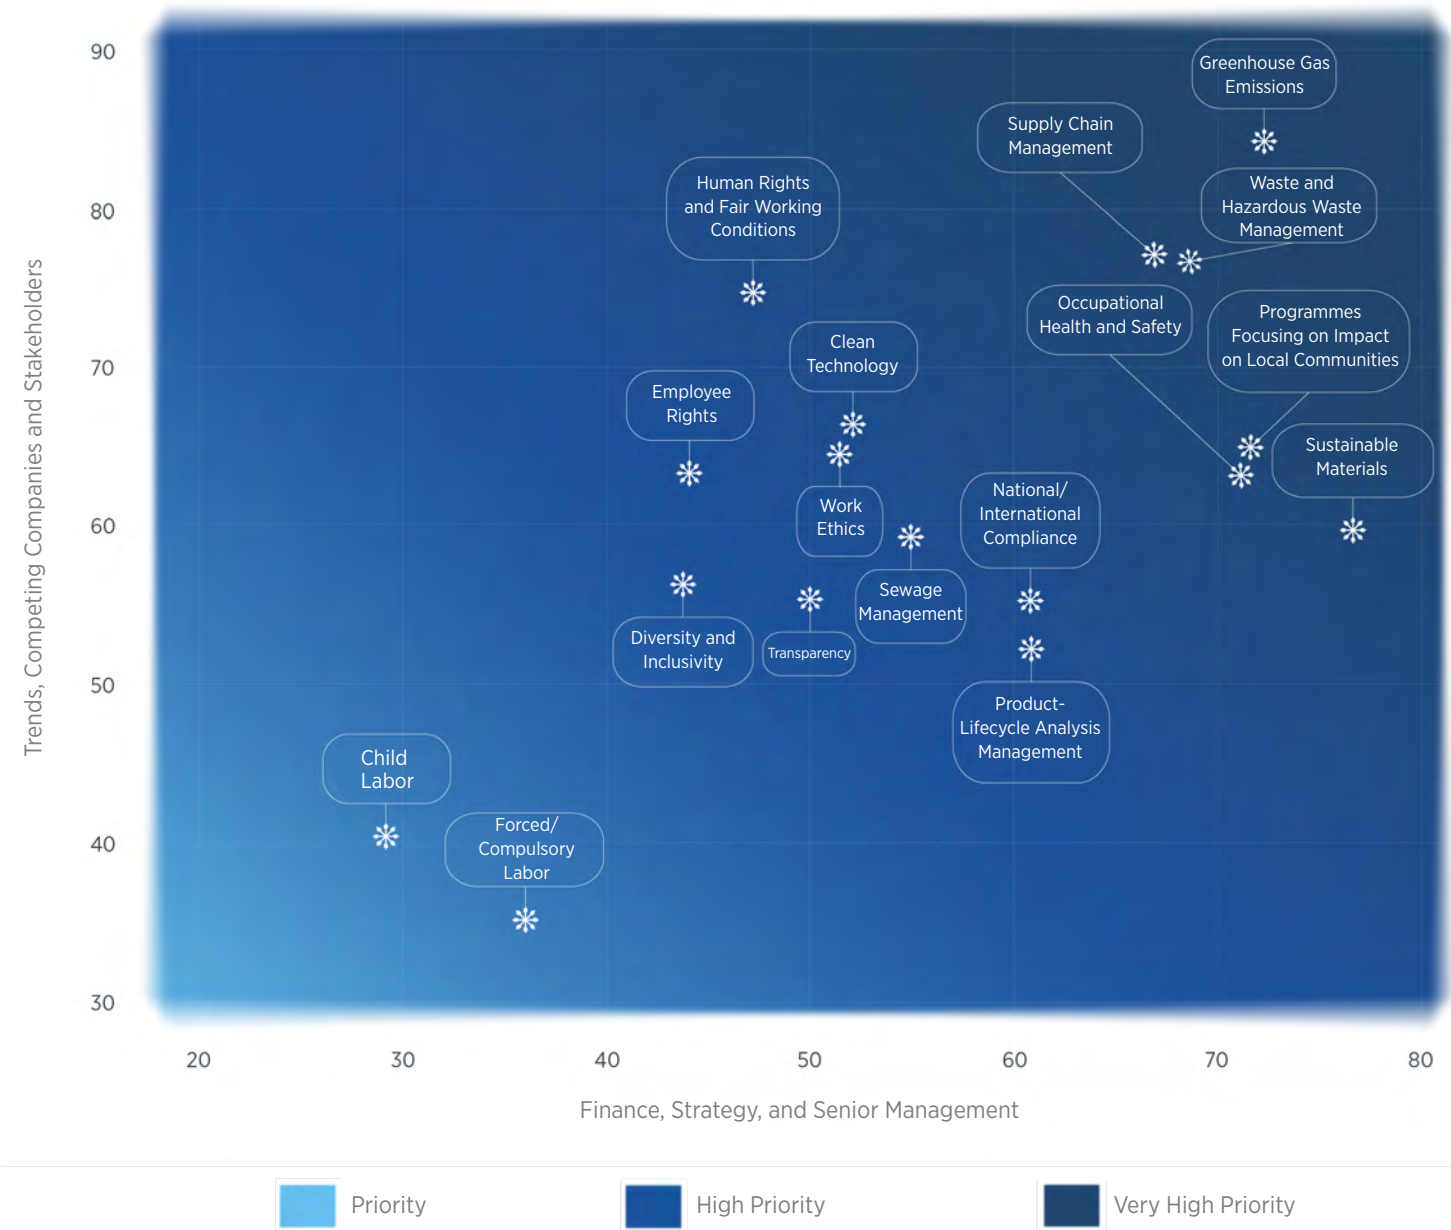 90
80
70
60
50
40
30
Trends, Competing Companies and Stakeholders
Greenhouse Gas
Emissions
Supply Chain
Management
Waste and
Hazardous Waste
Management
Human Rights
and Fair Working
Conditions
Occupational
Health and Safety
Programmes
Focusing on Impact
on Local Communities
Clean
Technology
Employee
Rights
Sustainable
Materials
Work
Ethics
National/
International
Compliance
Sewage
Management
Diversity and
Inclusivity
Transparency
Product-
Lifecycle Analysis
Management
Child
Labor
Forced/
Compulsory
Labor
20
30
40
50
60
70
80
Finance, Strategy, and Senior Management
Priority
High Priority
Very High Priority